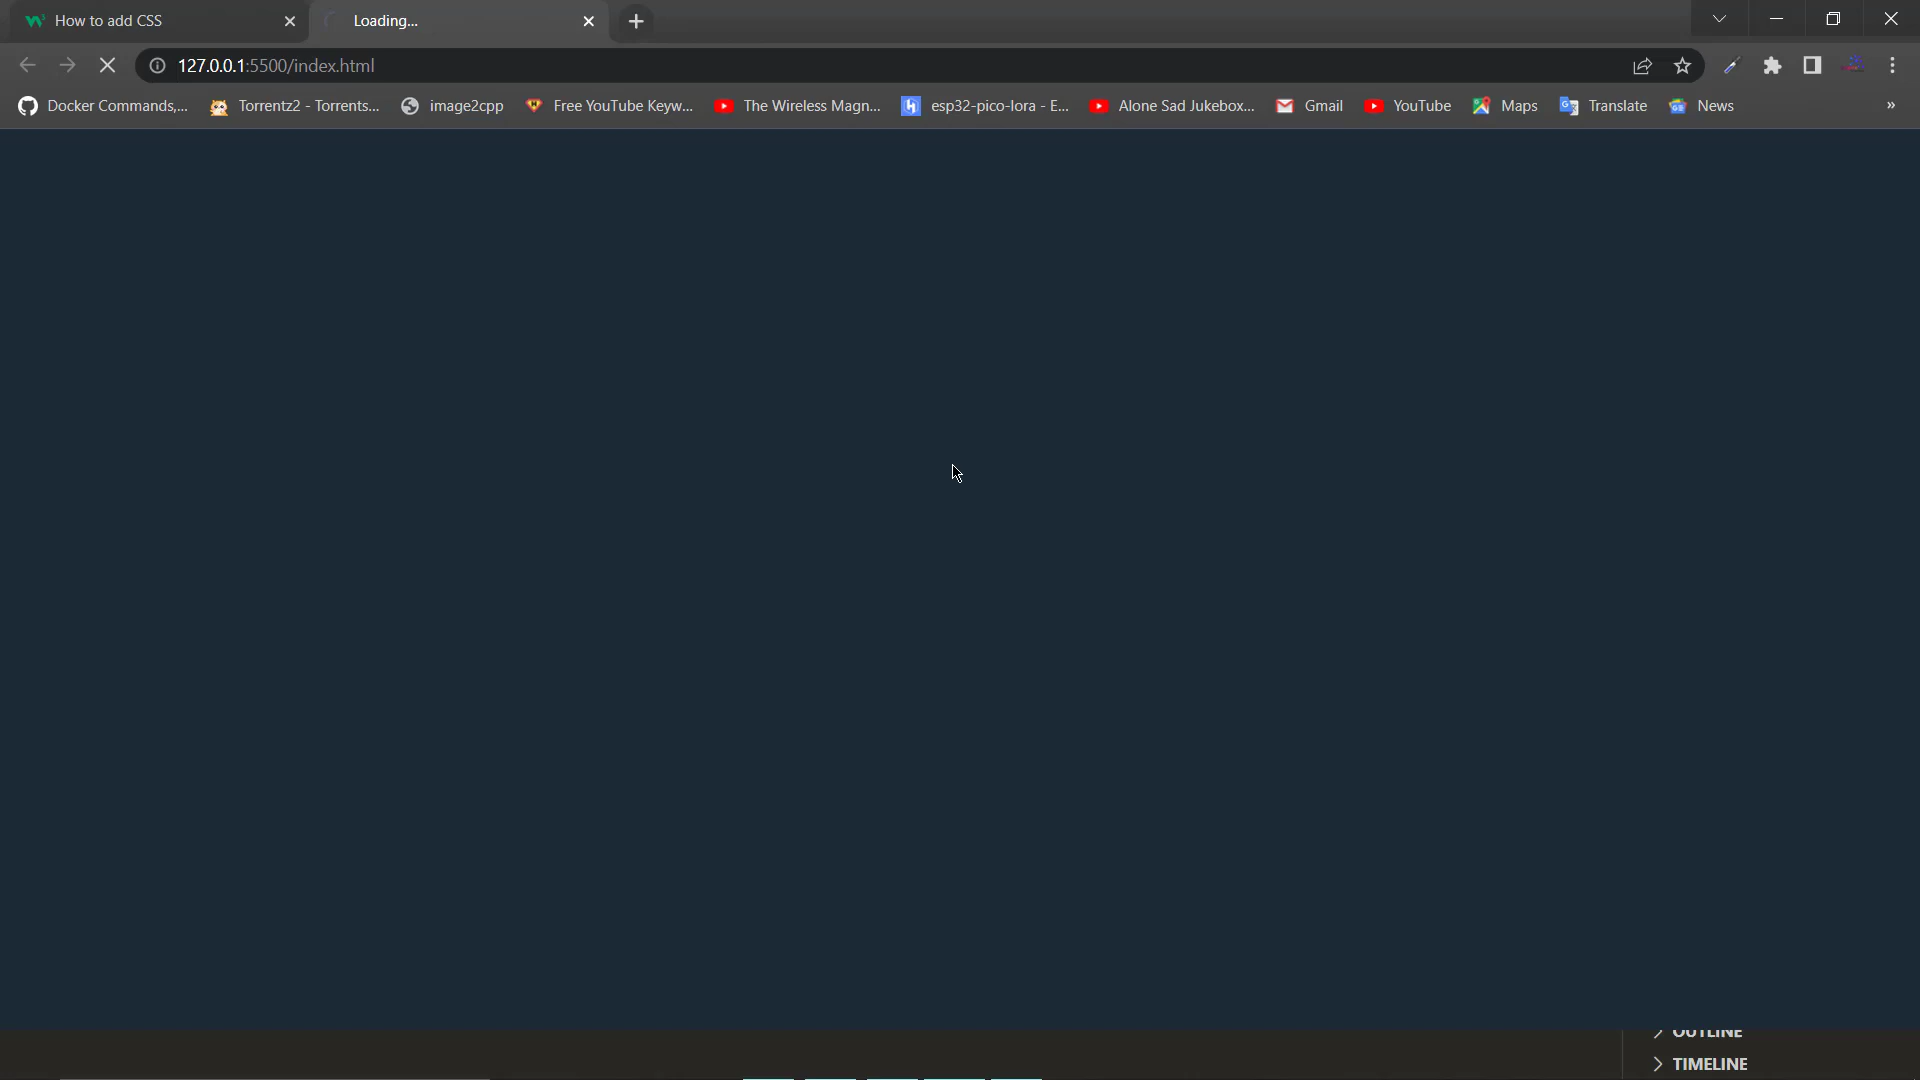 How to add CSS
Loading...
127.0.0.1:5500/index.html
Docker Commands,... Torrentz2 - Torrents... image2cpp Free YouTube Keyw... The Wireless Magn... esp32-pico-lora - E... Alone Sad Jukebox... Gmail YouTube Maps Translate News »
OUTLINE
TIMELINE